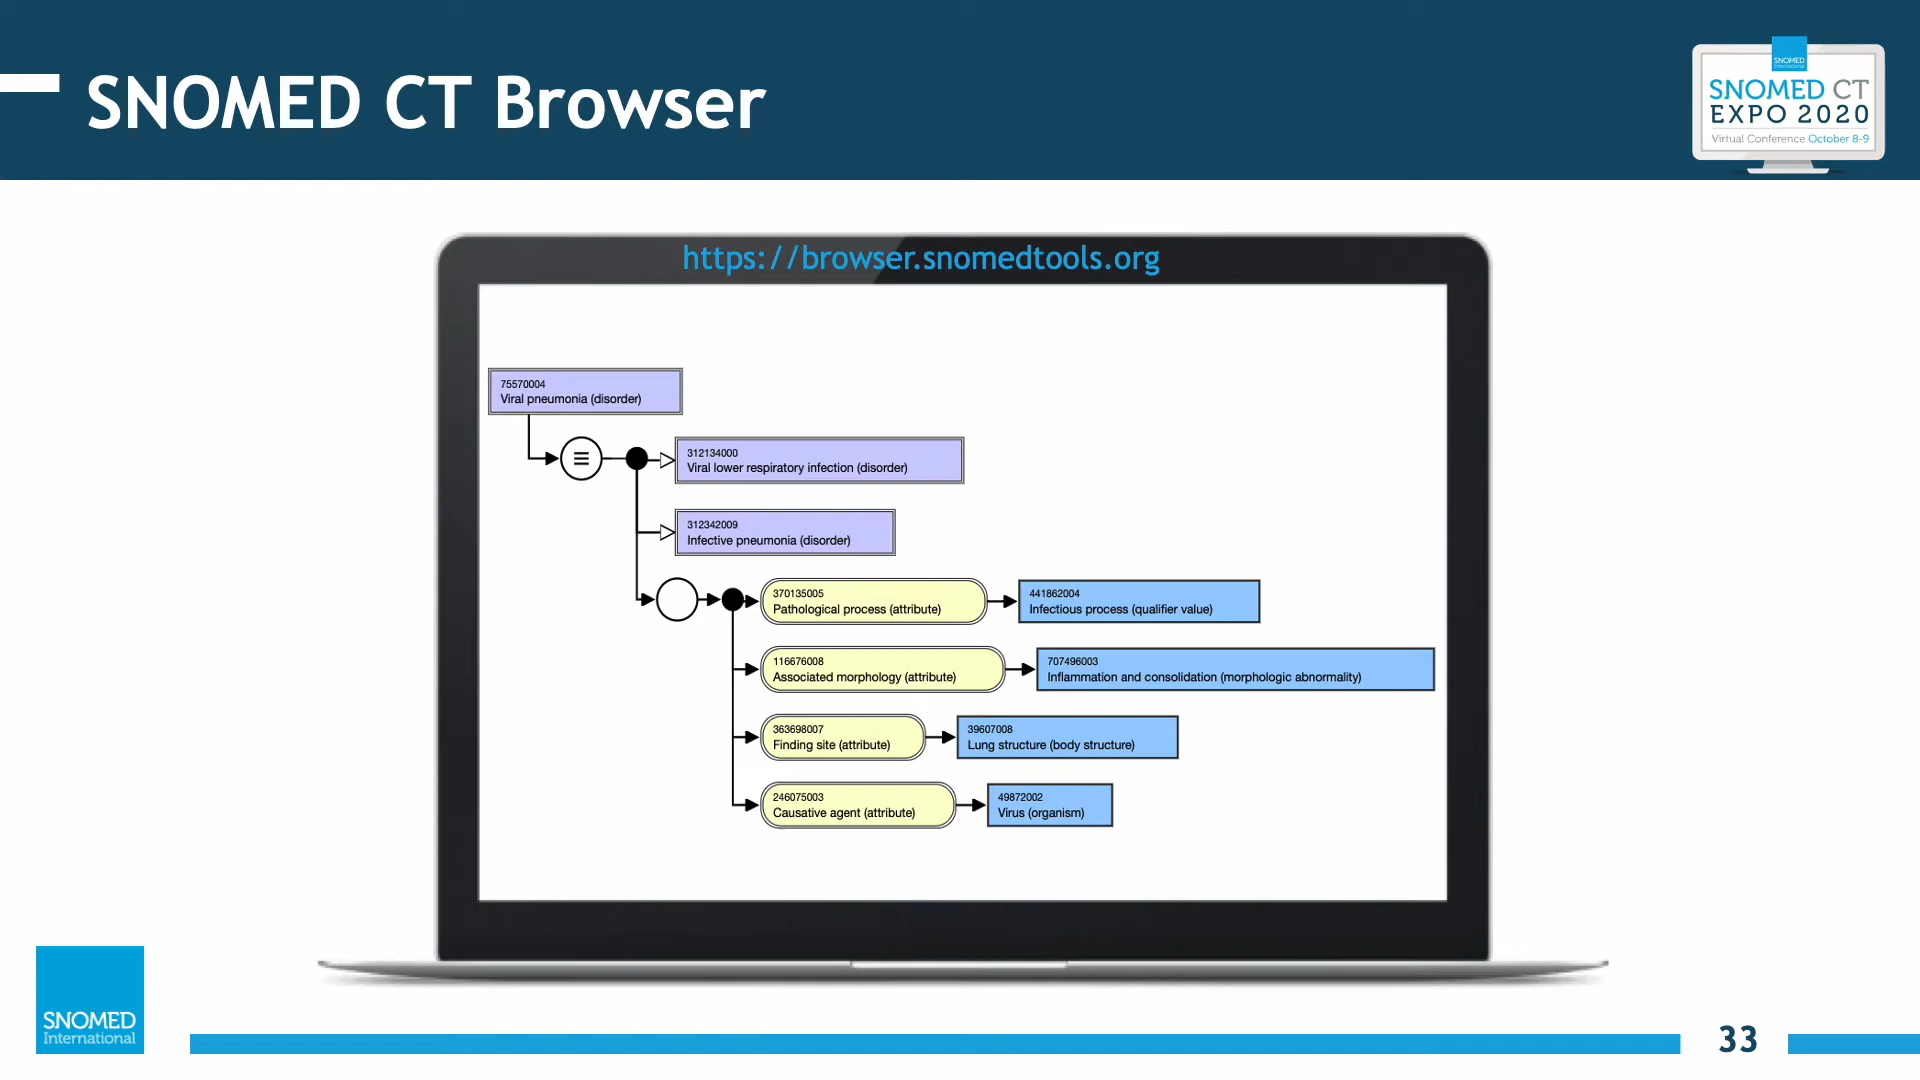 SNOMED CT Browser
SNOMED
International
SNOMED CT
EXPO 2020
Virtual Conference October 8-9
https://browser.snomedtools.org
75570004
Viral pneumonia (disorder)
312134000
Viral lower respiratory infection (disorder)
312342009
Infective pneumonia (disorder)
370135005
Pathological process (attribute)
441862004
Infectious process (qualifier value)
116676008
Associated morphology (attribute)
707496003
Inflammation and consolidation (morphologic abnormality)
363698007
Finding site (attribute)
39607008
Lung structure (body structure)
246075003
Causative agent (attribute)
49872002
Virus (organism)
SNOMED
International
33